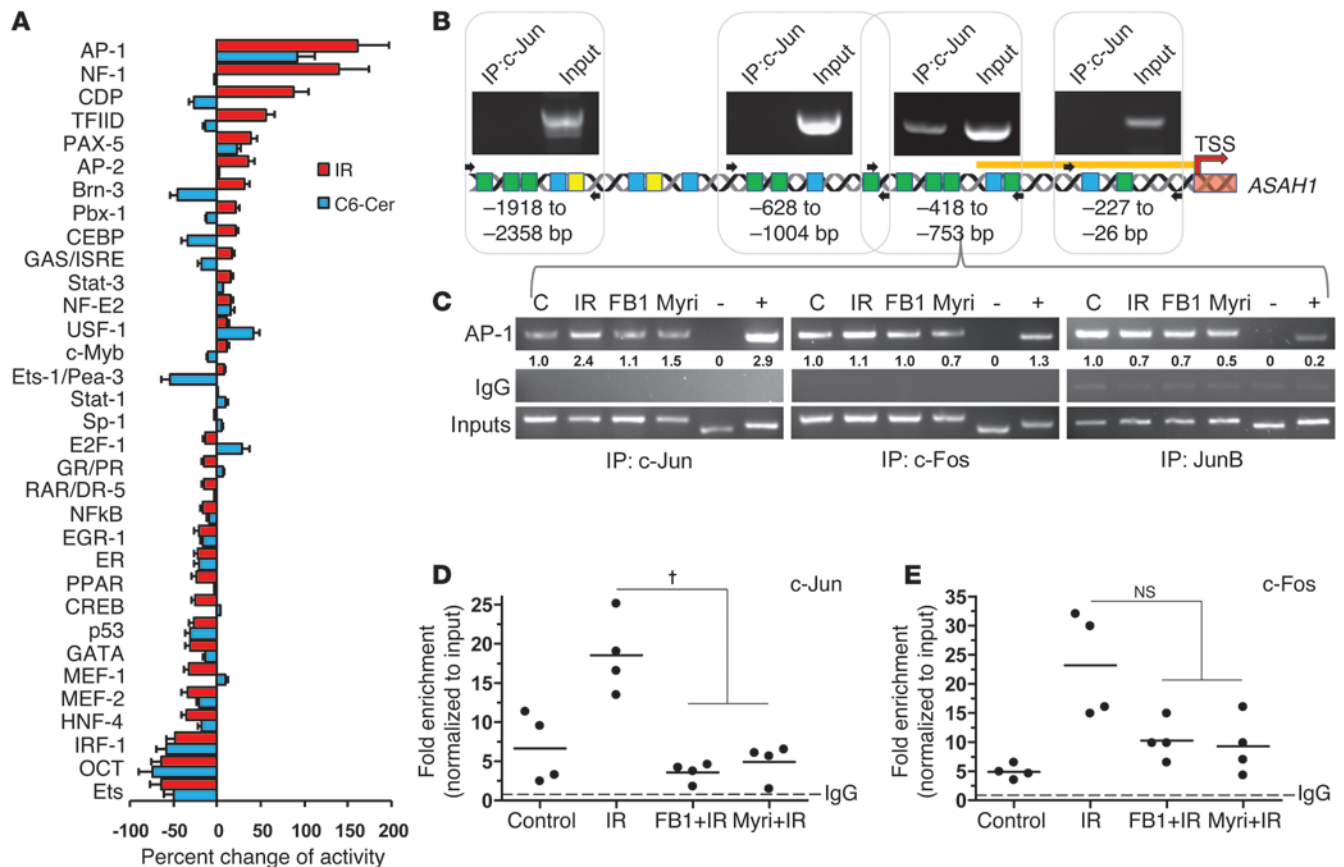 A
AP-1
NF-1
CDP
TFIID
PAX-5
AP-2
Brn-3
Pbx-1
CEBP
GAS/ISRE
Stat-3
NF-E2
USF-1
c-Myb
Ets-1/Pea-3
Stat-1
Sp-1
E2F-1
GR/PR
RAR/DR-5
NFkB
EGR-1
ER
PPAR
CREB
p53
GATA
MEF-1
MEF-2
HNF-4
IRF-1
OCT
Ets
IR
C6-Cer
-100 -50 0 50 100 150 200
Percent change of activity
B
IP:c-Jun Input
IP:c-Jun Input
IP:c-Jun Input
IP:c-Jun Input
TSS
ASAH1
–1918 to
–2358 bp
–628 to
–1004 bp
–418 to
–753 bp
–227 to
–26 bp
C
C IR FB1 Myri - +
C IR FB1 Myri - +
C IR FB1 Myri - +
AP-1
1.0 2.4 1.1 1.5 0 2.9
1.0 1.1 1.0 0.7 0 1.3
1.0 0.7 0.7 0.5 0 0.2
IgG
Inputs
IP: c-Jun
IP: c-Fos
IP: JunB
D
c-Jun
†
Fold enrichment
(normalized to input)
25
20
15
10
5
0
IgG
Control IR FB1+IR Myri+IR
E
c-Fos
NS
Fold enrichment
(normalized to input)
35
30
25
20
15
10
5
0
IgG
Control IR FB1+IR Myri+IR